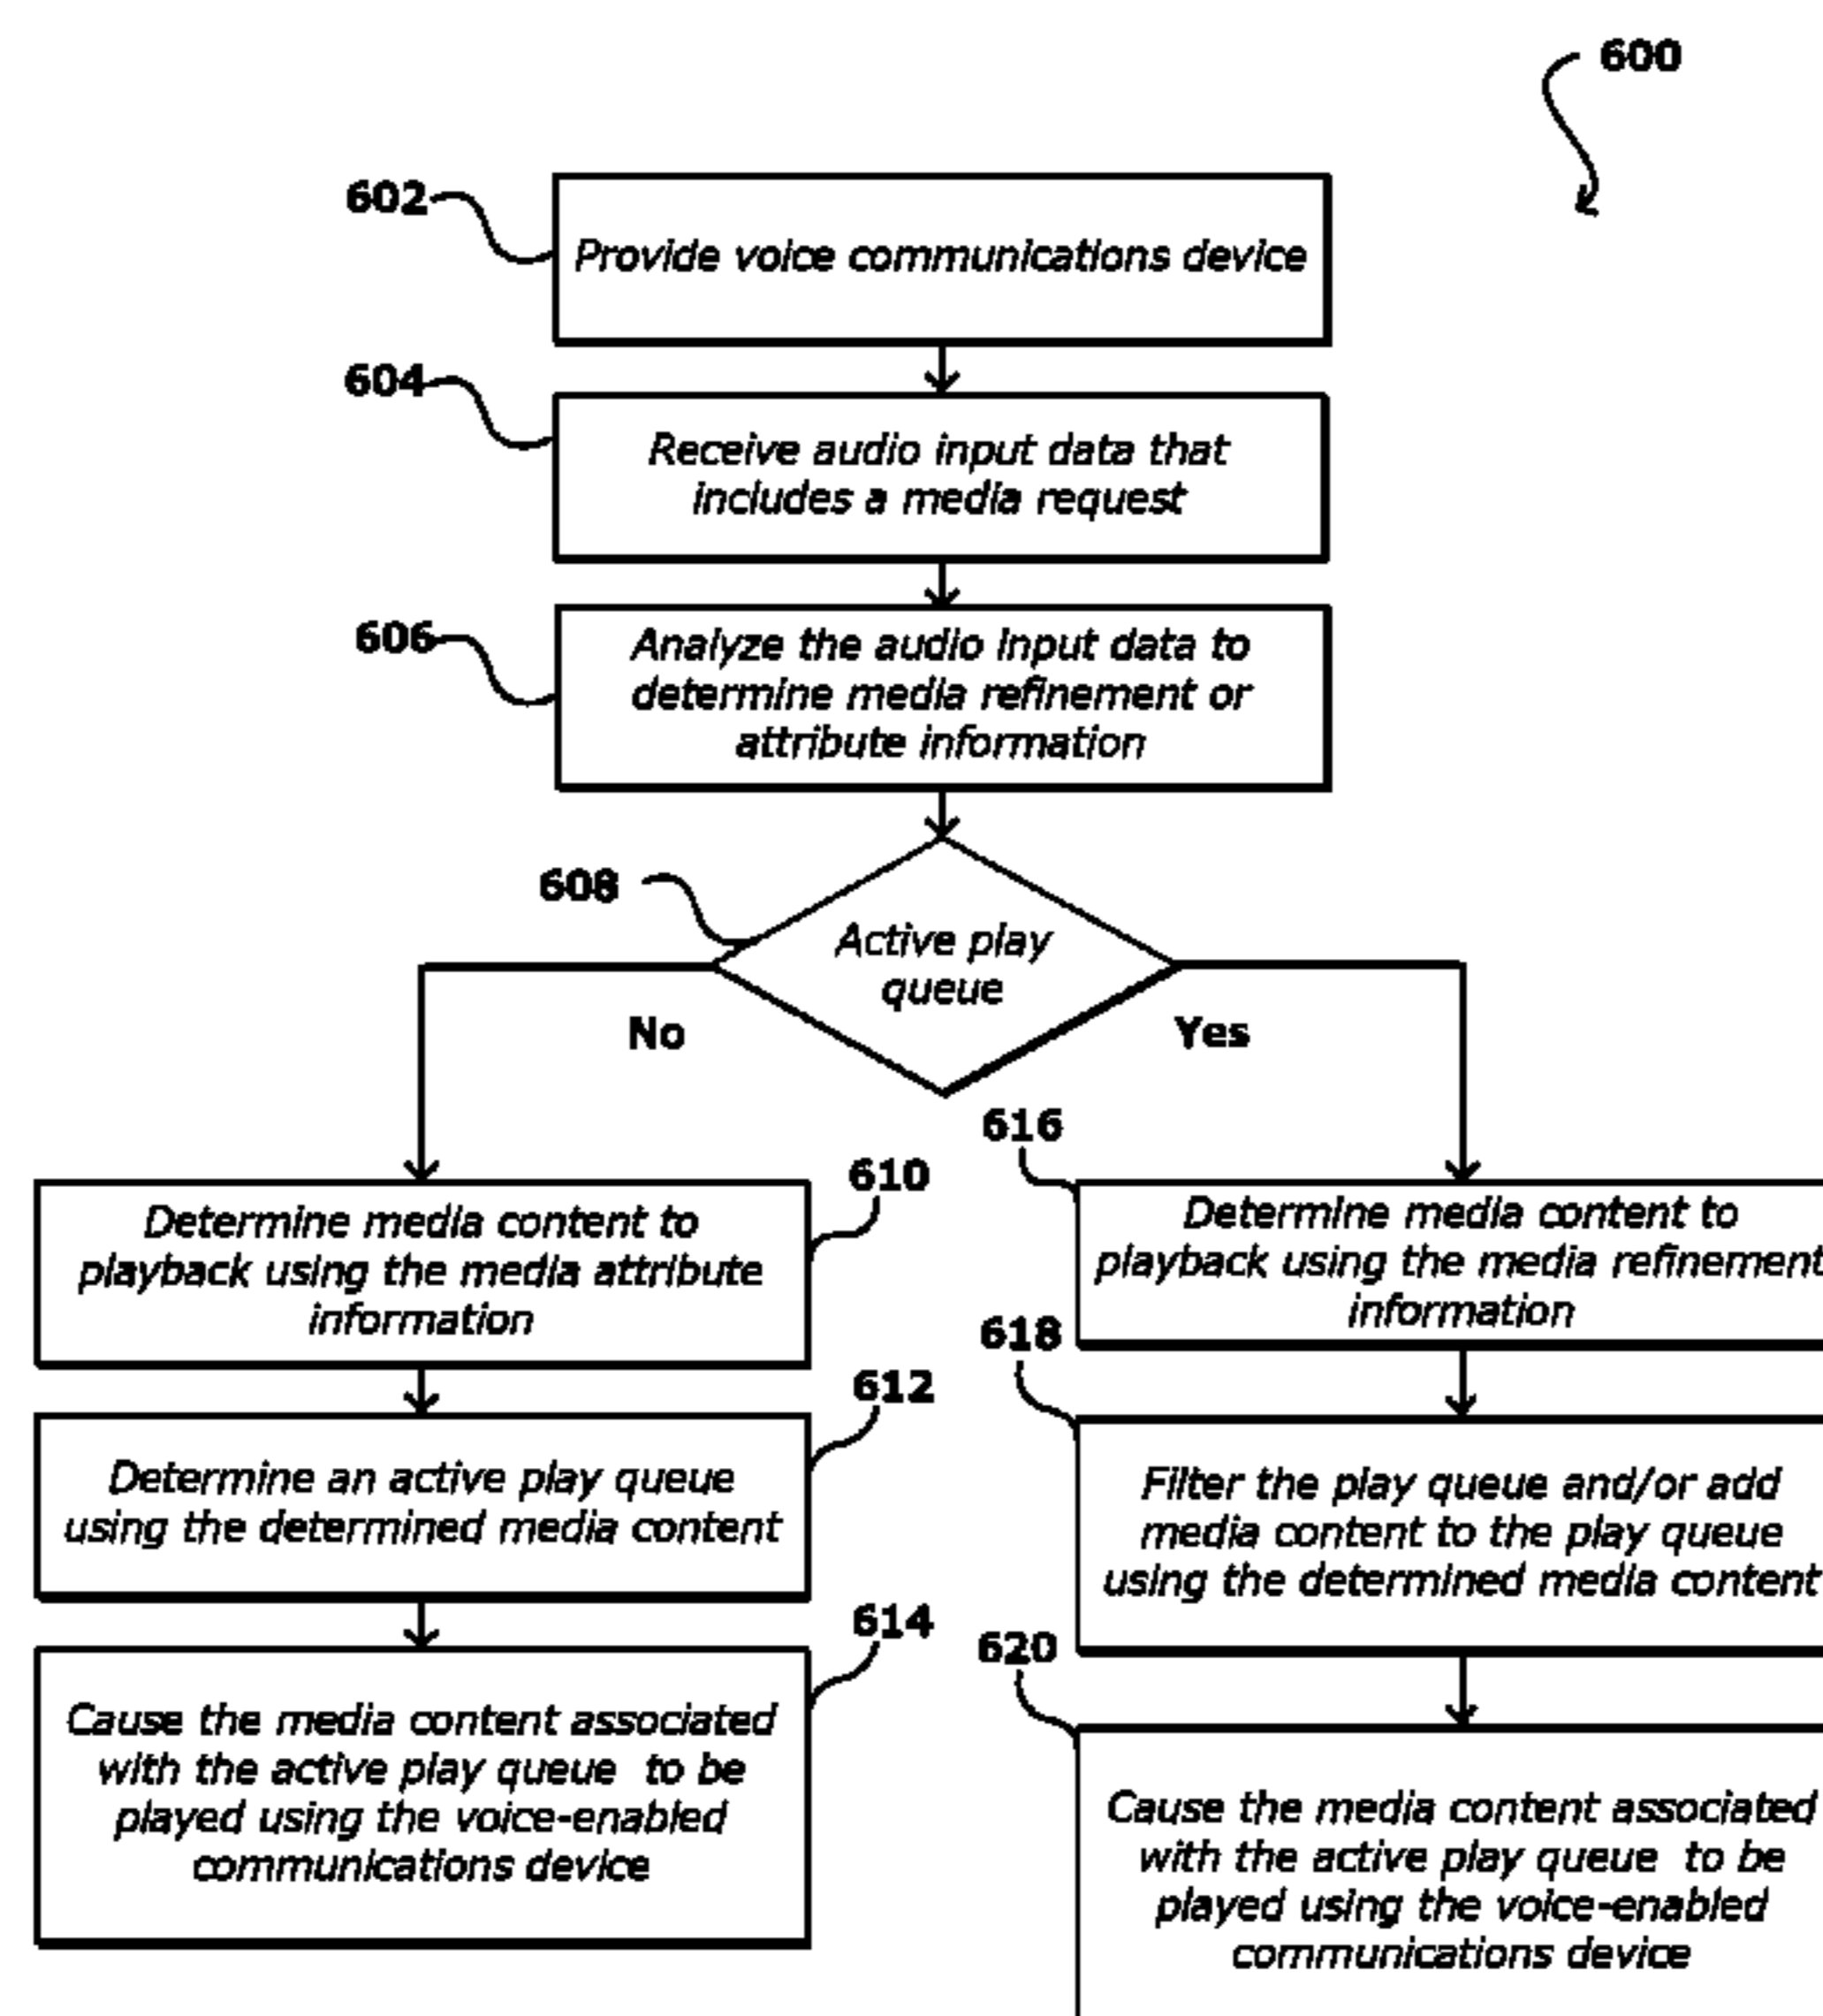 600
602
Provide voice communications device
604
Receive audio input data that
includes a media request
606
Analyze the audio input data to
determine media refinement or
attribute information
608
Active play
queue
No
Yes
610
Determine media content to
playback using the media attribute
information
612
Determine an active play queue
using the determined media content
614
Cause the media content associated
with the active play queue to be
played using the voice-enabled
communications device
616
Determine media content to
playback using the media refinement
information
618
Filter the play queue and/or add
media content to the play queue
using the determined media content
620
Cause the media content associated
with the active play queue to be
played using the voice-enabled
communications device